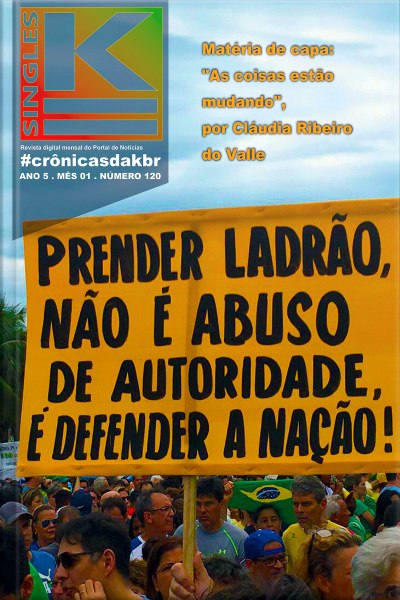 SINGLES
K
Revista digital mensal do Portal de Notícias
#crônicasdakbr
ANO 5 . MÊS 01 . NÚMERO 120
Matéria de capa:
"As coisas estão
mudando",
por Cláudia Ribeiro
do Valle
PRENDER LADRÃO,
NÃO É ABUSO
DE AUTORIDADE,
É DEFENDER A NAÇÃO!